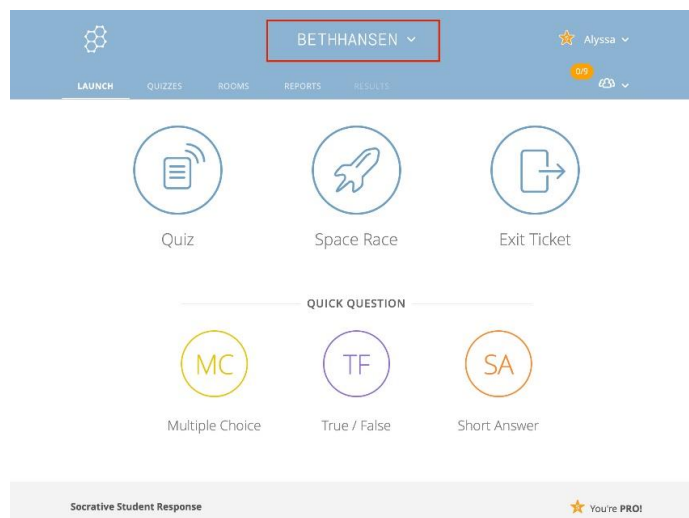 BETHHANSEN
Alyssa
0/9
LAUNCH QUIZZES ROOMS REPORTS RESULTS
Quiz Space Race Exit Ticket
QUICK QUESTION
MC TF SA
Multiple Choice True / False Short Answer
Socrative Student Response You're PRO!